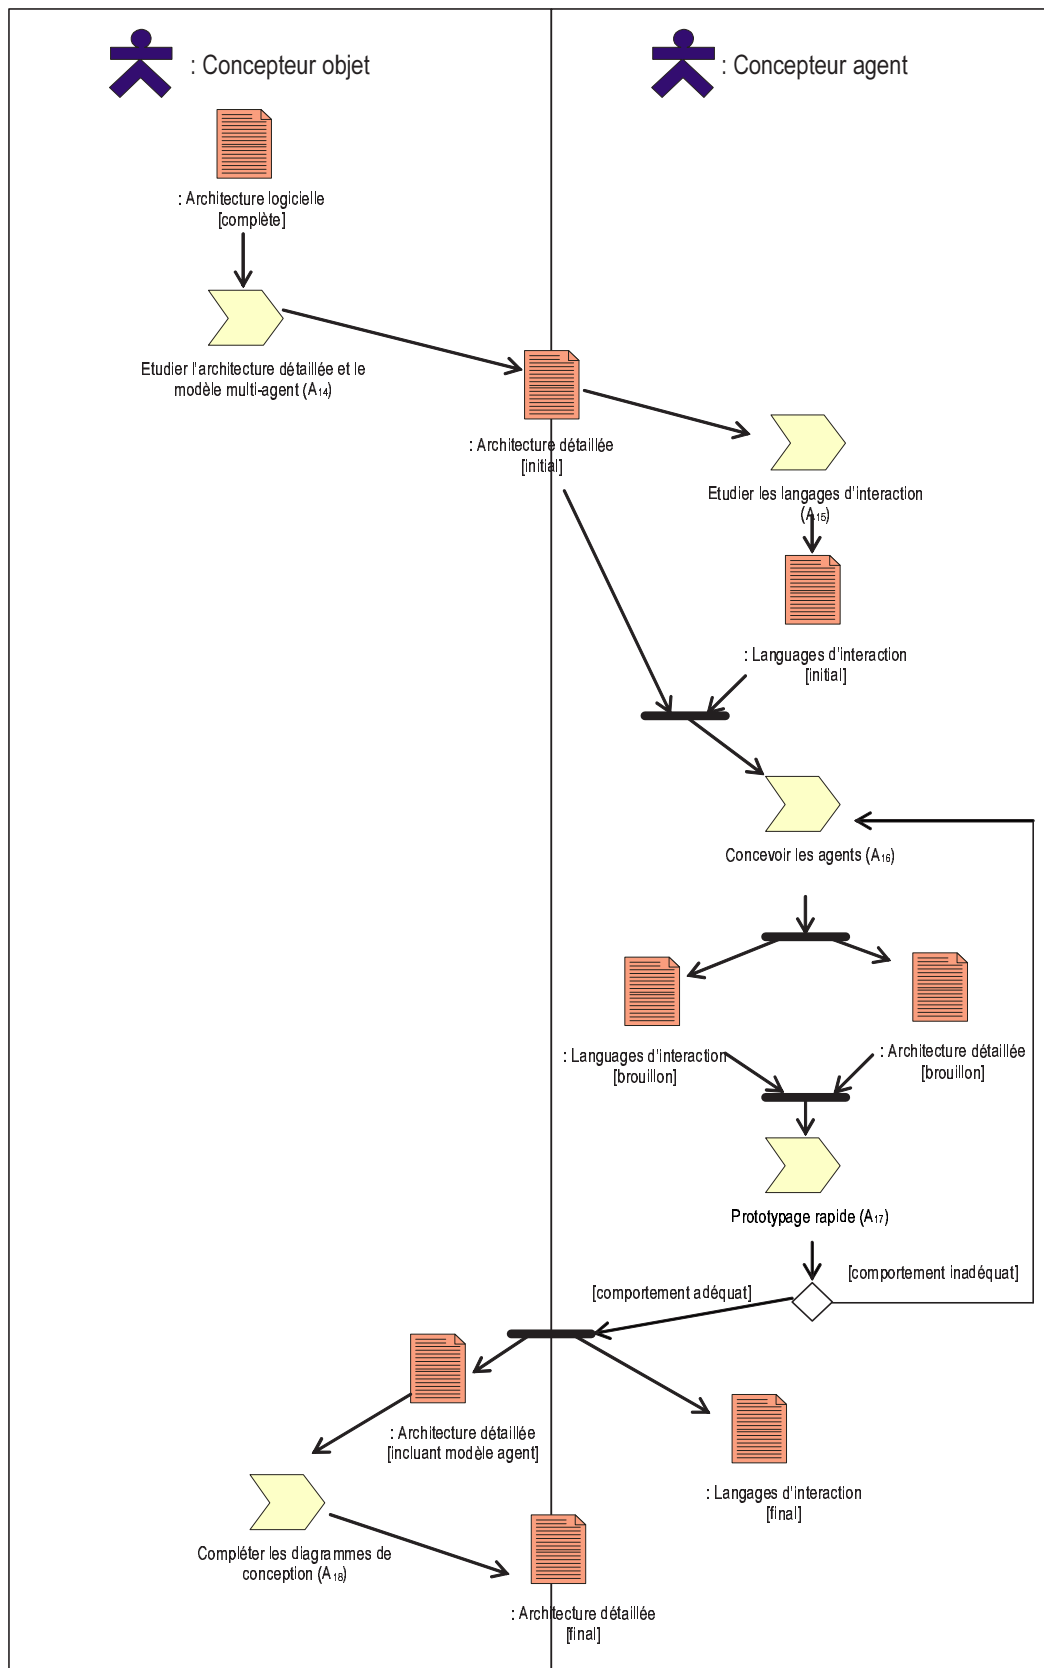 : Concepteur objet
: Concepteur agent
: Architecture logicielle
[complète]
Etudier l'architecture détaillée et le
modèle multi-agent (A14)
: Architecture détaillée
[initial]
Etudier les langages d'interaction
(A15)
: Languages d'interaction
[initial]
Concevoir les agents (A16)
: Languages d'interaction
[brouillon]
: Architecture détaillée
[brouillon]
Prototypage rapide (A17)
[comportement adéquat]
[comportement inadéquat]
: Architecture détaillée
[incluant modèle agent]
: Langages d'interaction
[final]
Compléter les diagrammes de
conception (A18)
: Architecture détaillée
[final]